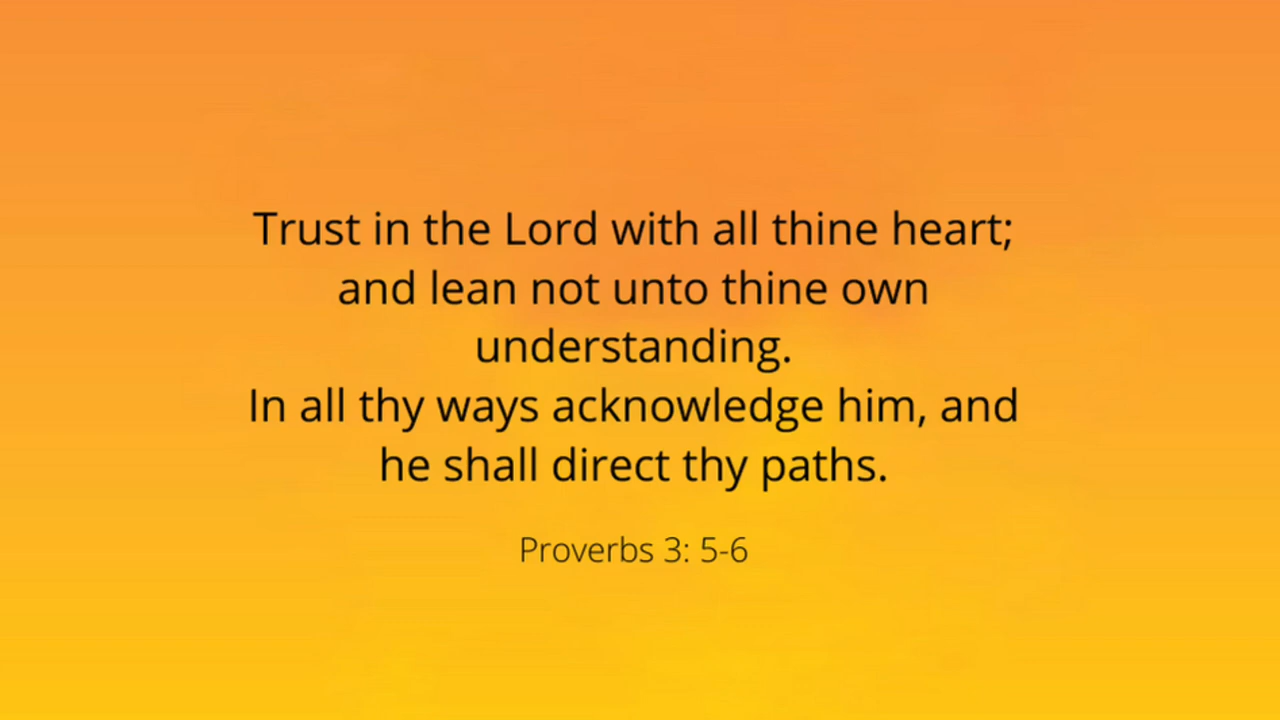 Trust in the Lord with all thine heart;
and lean not unto thine own
understanding.
In all thy ways acknowledge him, and
he shall direct thy paths.
Proverbs 3: 5-6